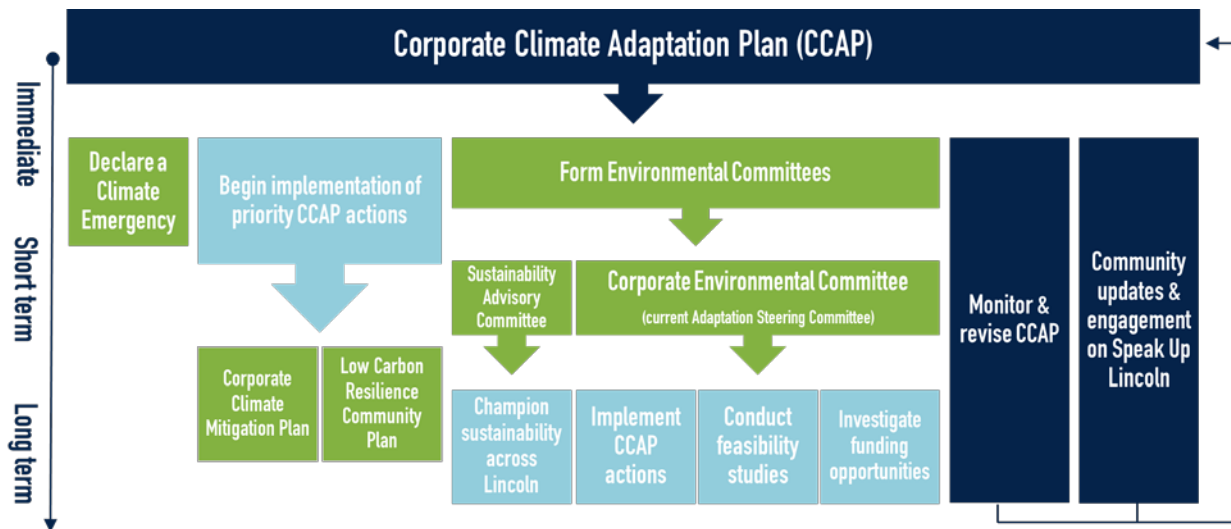 Corporate Climate Adaptation Plan (CCAP)
Immediate
Short term
Long term
Declare a
Climate
Emergency
Begin implementation of
priority CCAP actions
Form Environmental Committees
Sustainability
Advisory
Committee
Corporate Environmental Committee
(current Adaptation Steering Committee)
Monitor &
revise CCAP
Community
updates &
engagement
on Speak Up
Lincoln
Corporate
Climate
Mitigation Plan
Low Carbon
Resilience
Community
Plan
Champion
sustainability
across
Lincoln
Implement
CCAP
actions
Conduct
feasibility
studies
Investigate
funding
opportunities